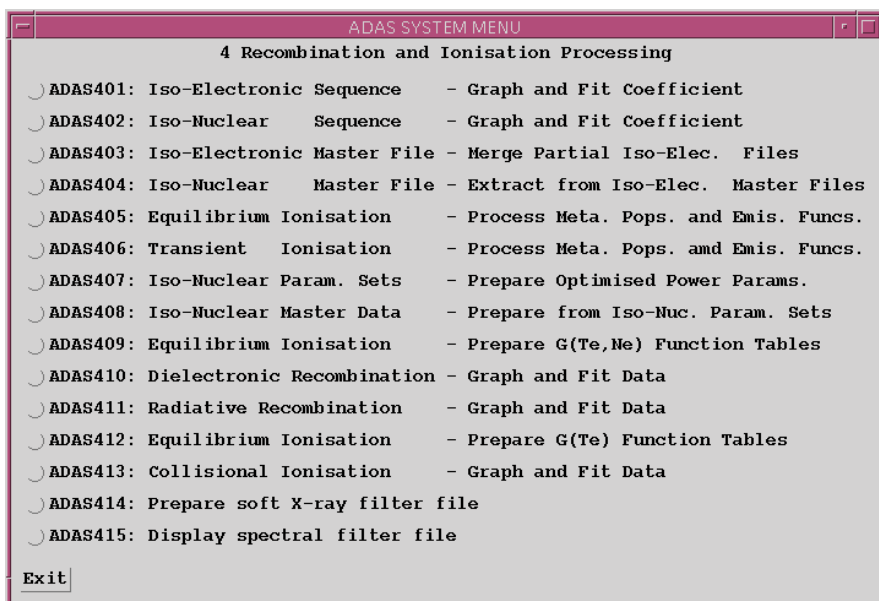 ADAS SYSTEM MENU
4 Recombination and Ionisation Processing
ADAS401: Iso-Electronic Sequence - Graph and Fit Coefficient
ADAS402: Iso-Nuclear Sequence - Graph and Fit Coefficient
ADAS403: Iso-Electronic Master File - Merge Partial Iso-Elec. Files
ADAS404: Iso-Nuclear Master File - Extract from Iso-Elec. Master Files
ADAS405: Equilibrium Ionisation - Process Meta. Pops. and Emis. Funcs.
ADAS406: Transient Ionisation - Process Meta. Pops. amd Emis. Funcs.
ADAS407: Iso-Nuclear Param. Sets - Prepare Optimised Power Params.
ADAS408: Iso-Nuclear Master Data - Prepare from Iso-Nuc. Param. Sets
ADAS409: Equilibrium Ionisation - Prepare G(Te,Ne) Function Tables
ADAS410: Dielectronic Recombination - Graph and Fit Data
ADAS411: Radiative Recombination - Graph and Fit Data
ADAS412: Equilibrium Ionisation - Prepare G(Te) Function Tables
ADAS413: Collisional Ionisation - Graph and Fit Data
ADAS414: Prepare soft X-ray filter file
ADAS415: Display spectral filter file
Exit